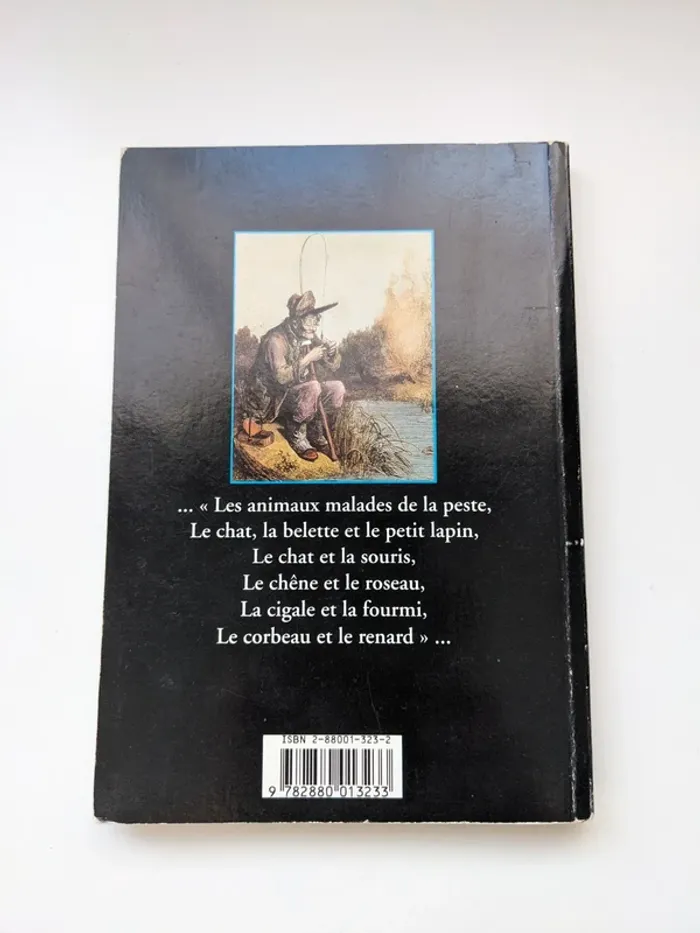 ... « Les animaux malades de la peste,
Le chat, la belette et le petit lapin,
Le chat et la souris,
Le chêne et le roseau,
La cigale et la fourmi,
Le corbeau et le renard » ...
ISBN 2-88001-323-2
9 782880 013233